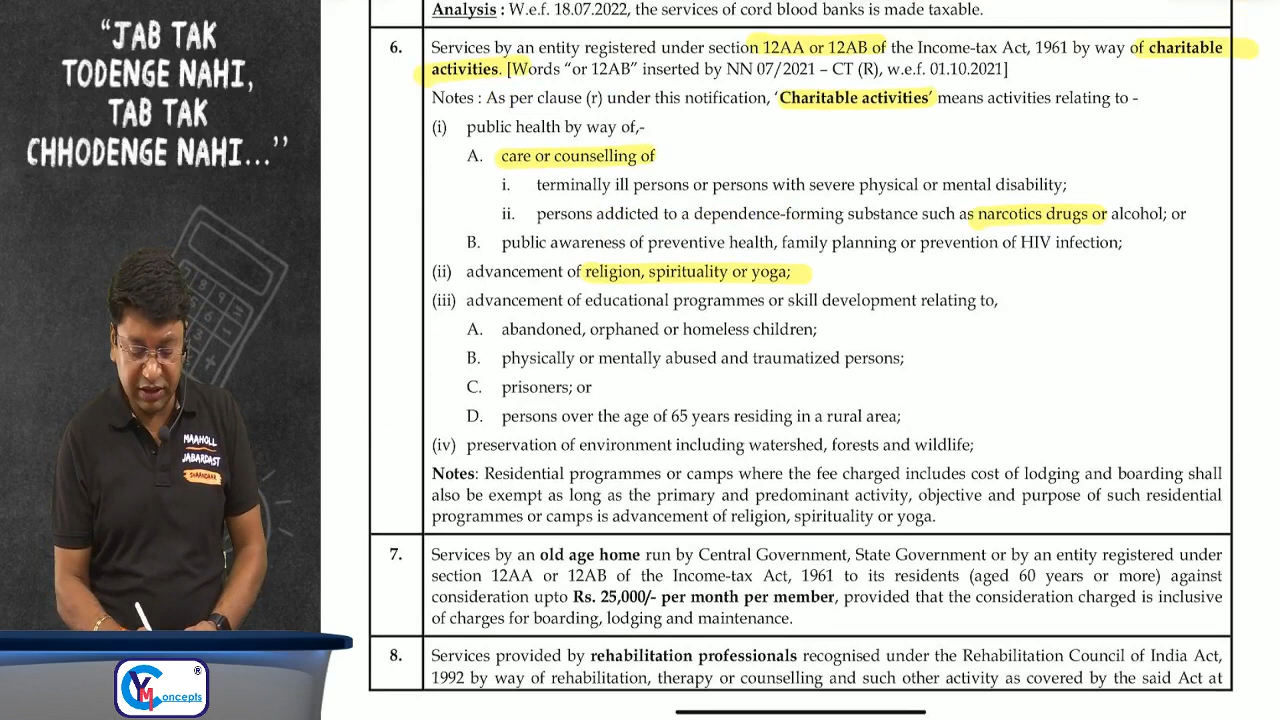 “JAB TAK
TODENGE NAHI,
TAB TAK
CHHODENGE NAHI...’’
MAAHOLL
JABARDAST
SHAANDAAR
C
YM
oncepts
®
Analysis : W.e.f. 18.07.2022, the services of cord blood banks is made taxable.
6. Services by an entity registered under section 12AA or 12AB of the Income-tax Act, 1961 by way of charitable
activities. [Words “or 12AB” inserted by NN 07/2021 – CT (R), w.e.f. 01.10.2021]
Notes : As per clause (r) under this notification, ‘Charitable activities’ means activities relating to -
(i) public health by way of,-
A. care or counselling of
i. terminally ill persons or persons with severe physical or mental disability;
ii. persons addicted to a dependence-forming substance such as narcotics drugs or alcohol; or
B. public awareness of preventive health, family planning or prevention of HIV infection;
(ii) advancement of religion, spirituality or yoga;
(iii) advancement of educational programmes or skill development relating to,
A. abandoned, orphaned or homeless children;
B. physically or mentally abused and traumatized persons;
C. prisoners; or
D. persons over the age of 65 years residing in a rural area;
(iv) preservation of environment including watershed, forests and wildlife;
Notes: Residential programmes or camps where the fee charged includes cost of lodging and boarding shall
also be exempt as long as the primary and predominant activity, objective and purpose of such residential
programmes or camps is advancement of religion, spirituality or yoga.
7. Services by an old age home run by Central Government, State Government or by an entity registered under
section 12AA or 12AB of the Income-tax Act, 1961 to its residents (aged 60 years or more) against
consideration upto Rs. 25,000/- per month per member, provided that the consideration charged is inclusive
of charges for boarding, lodging and maintenance.
8. Services provided by rehabilitation professionals recognised under the Rehabilitation Council of India Act,
1992 by way of rehabilitation, therapy or counselling and such other activity as covered by the said Act at